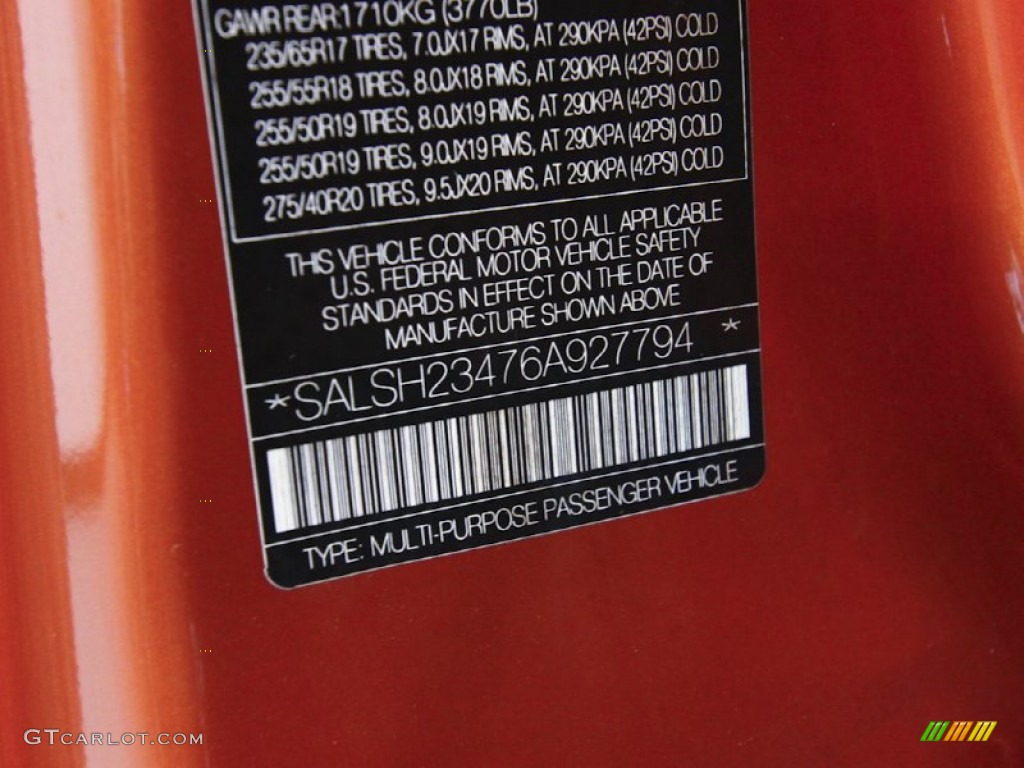 GAWR REAR:1710KG (3770LB)
235/65R17 TIRES, 7.0JX17 RIMS, AT 290KPA (42PSI) COLD
255/55R18 TIRES, 8.0JX18 RIMS, AT 290KPA (42PSI) COLD
255/50R19 TIRES, 8.0JX19 RIMS, AT 290KPA (42PSI) COLD
255/50R19 TIRES, 9.0JX19 RIMS, AT 290KPA (42PSI) COLD
275/40R20 TIRES, 9.5JX20 RIMS, AT 290KPA (42PSI) COLD
THIS VEHICLE CONFORMS TO ALL APPLICABLE
U.S. FEDERAL MOTOR VEHICLE SAFETY
STANDARDS IN EFFECT ON THE DATE OF
MANUFACTURE SHOWN ABOVE
*SALSH23476A927794 *
TYPE: MULTI-PURPOSE PASSENGER VEHICLE
GTCARLOT.COM